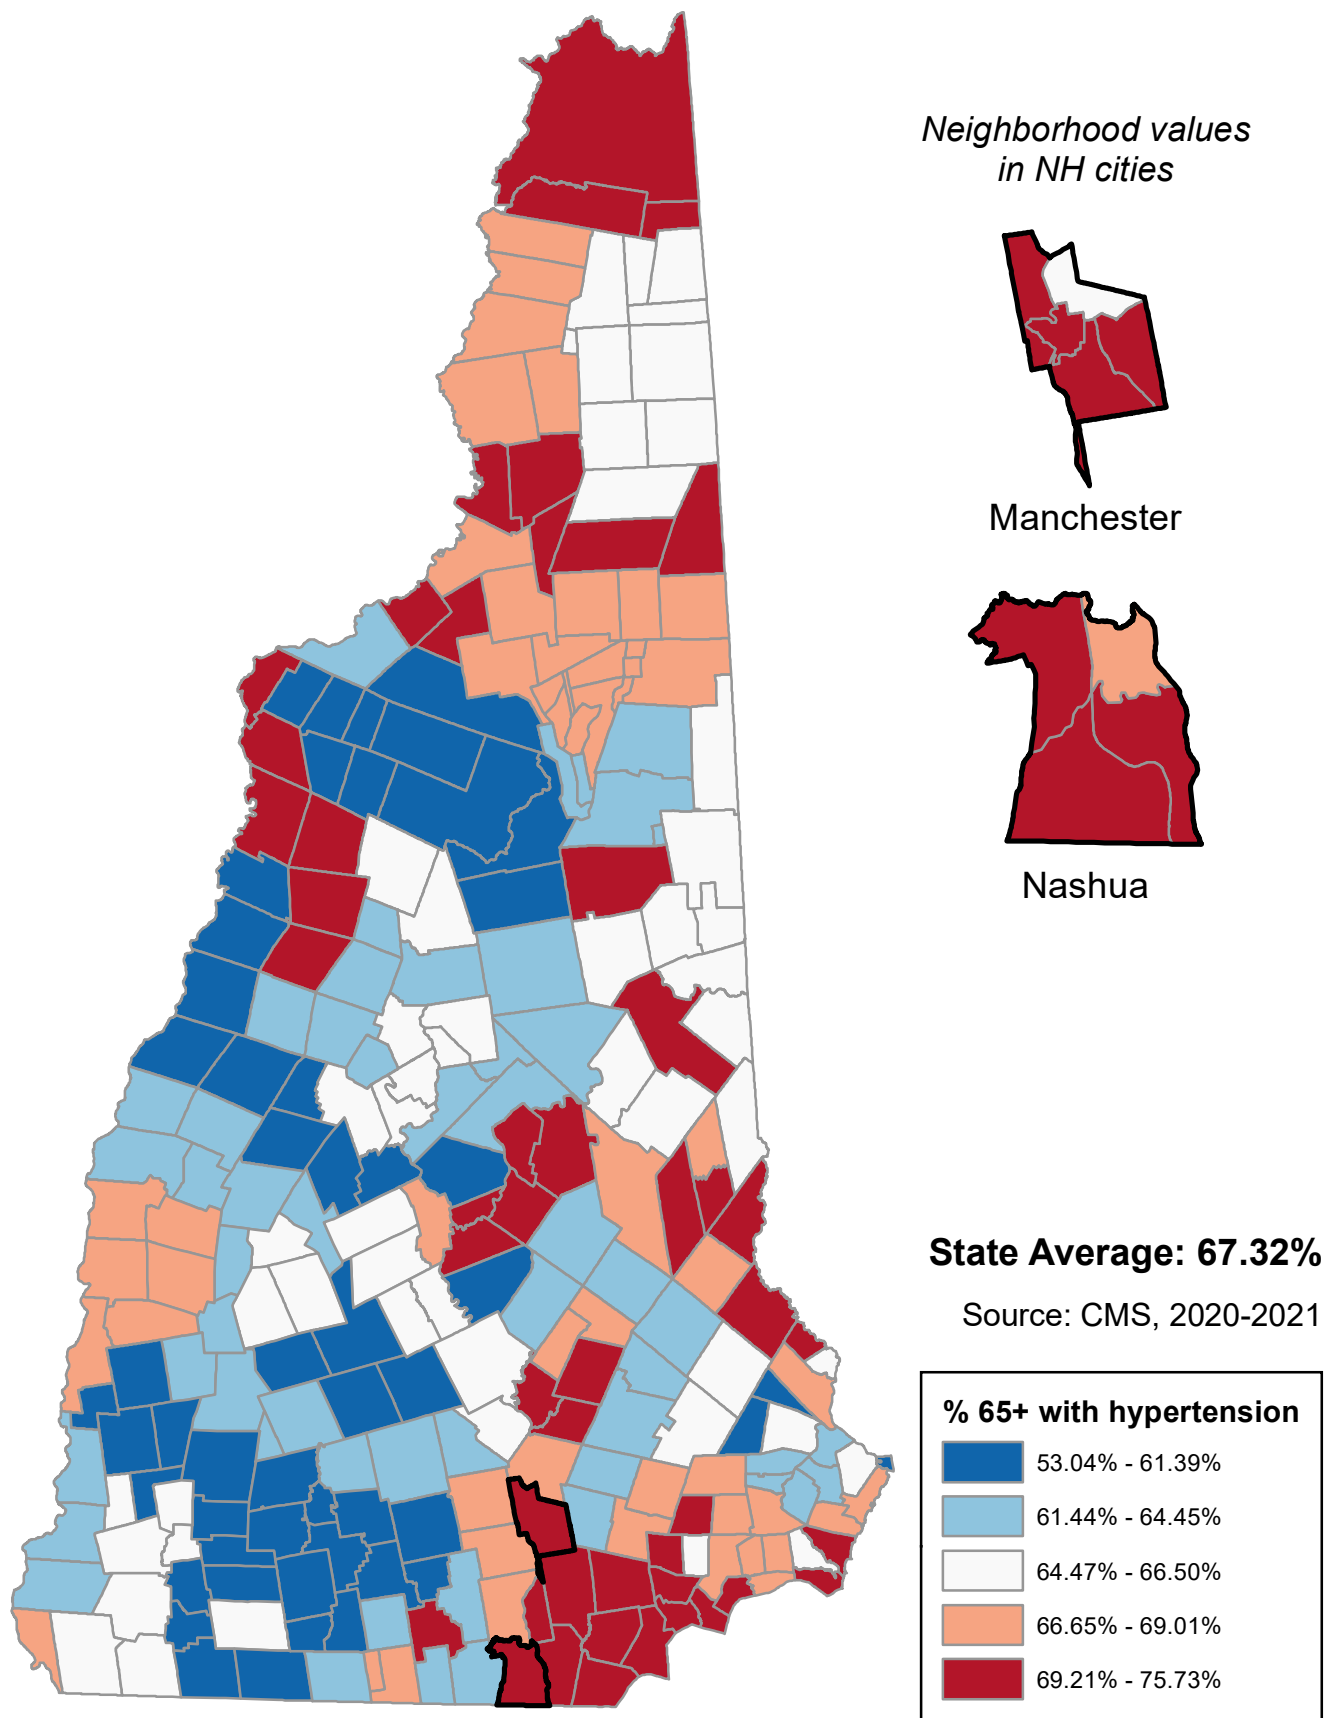 Neighborhood values
in NH cities
Manchester
Nashua
State Average: 67.32%
Source: CMS, 2020-2021
% 65+ with hypertension
53.04% - 61.39%
61.44% - 64.45%
64.47% - 66.50%
66.65% - 69.01%
69.21% - 75.73%